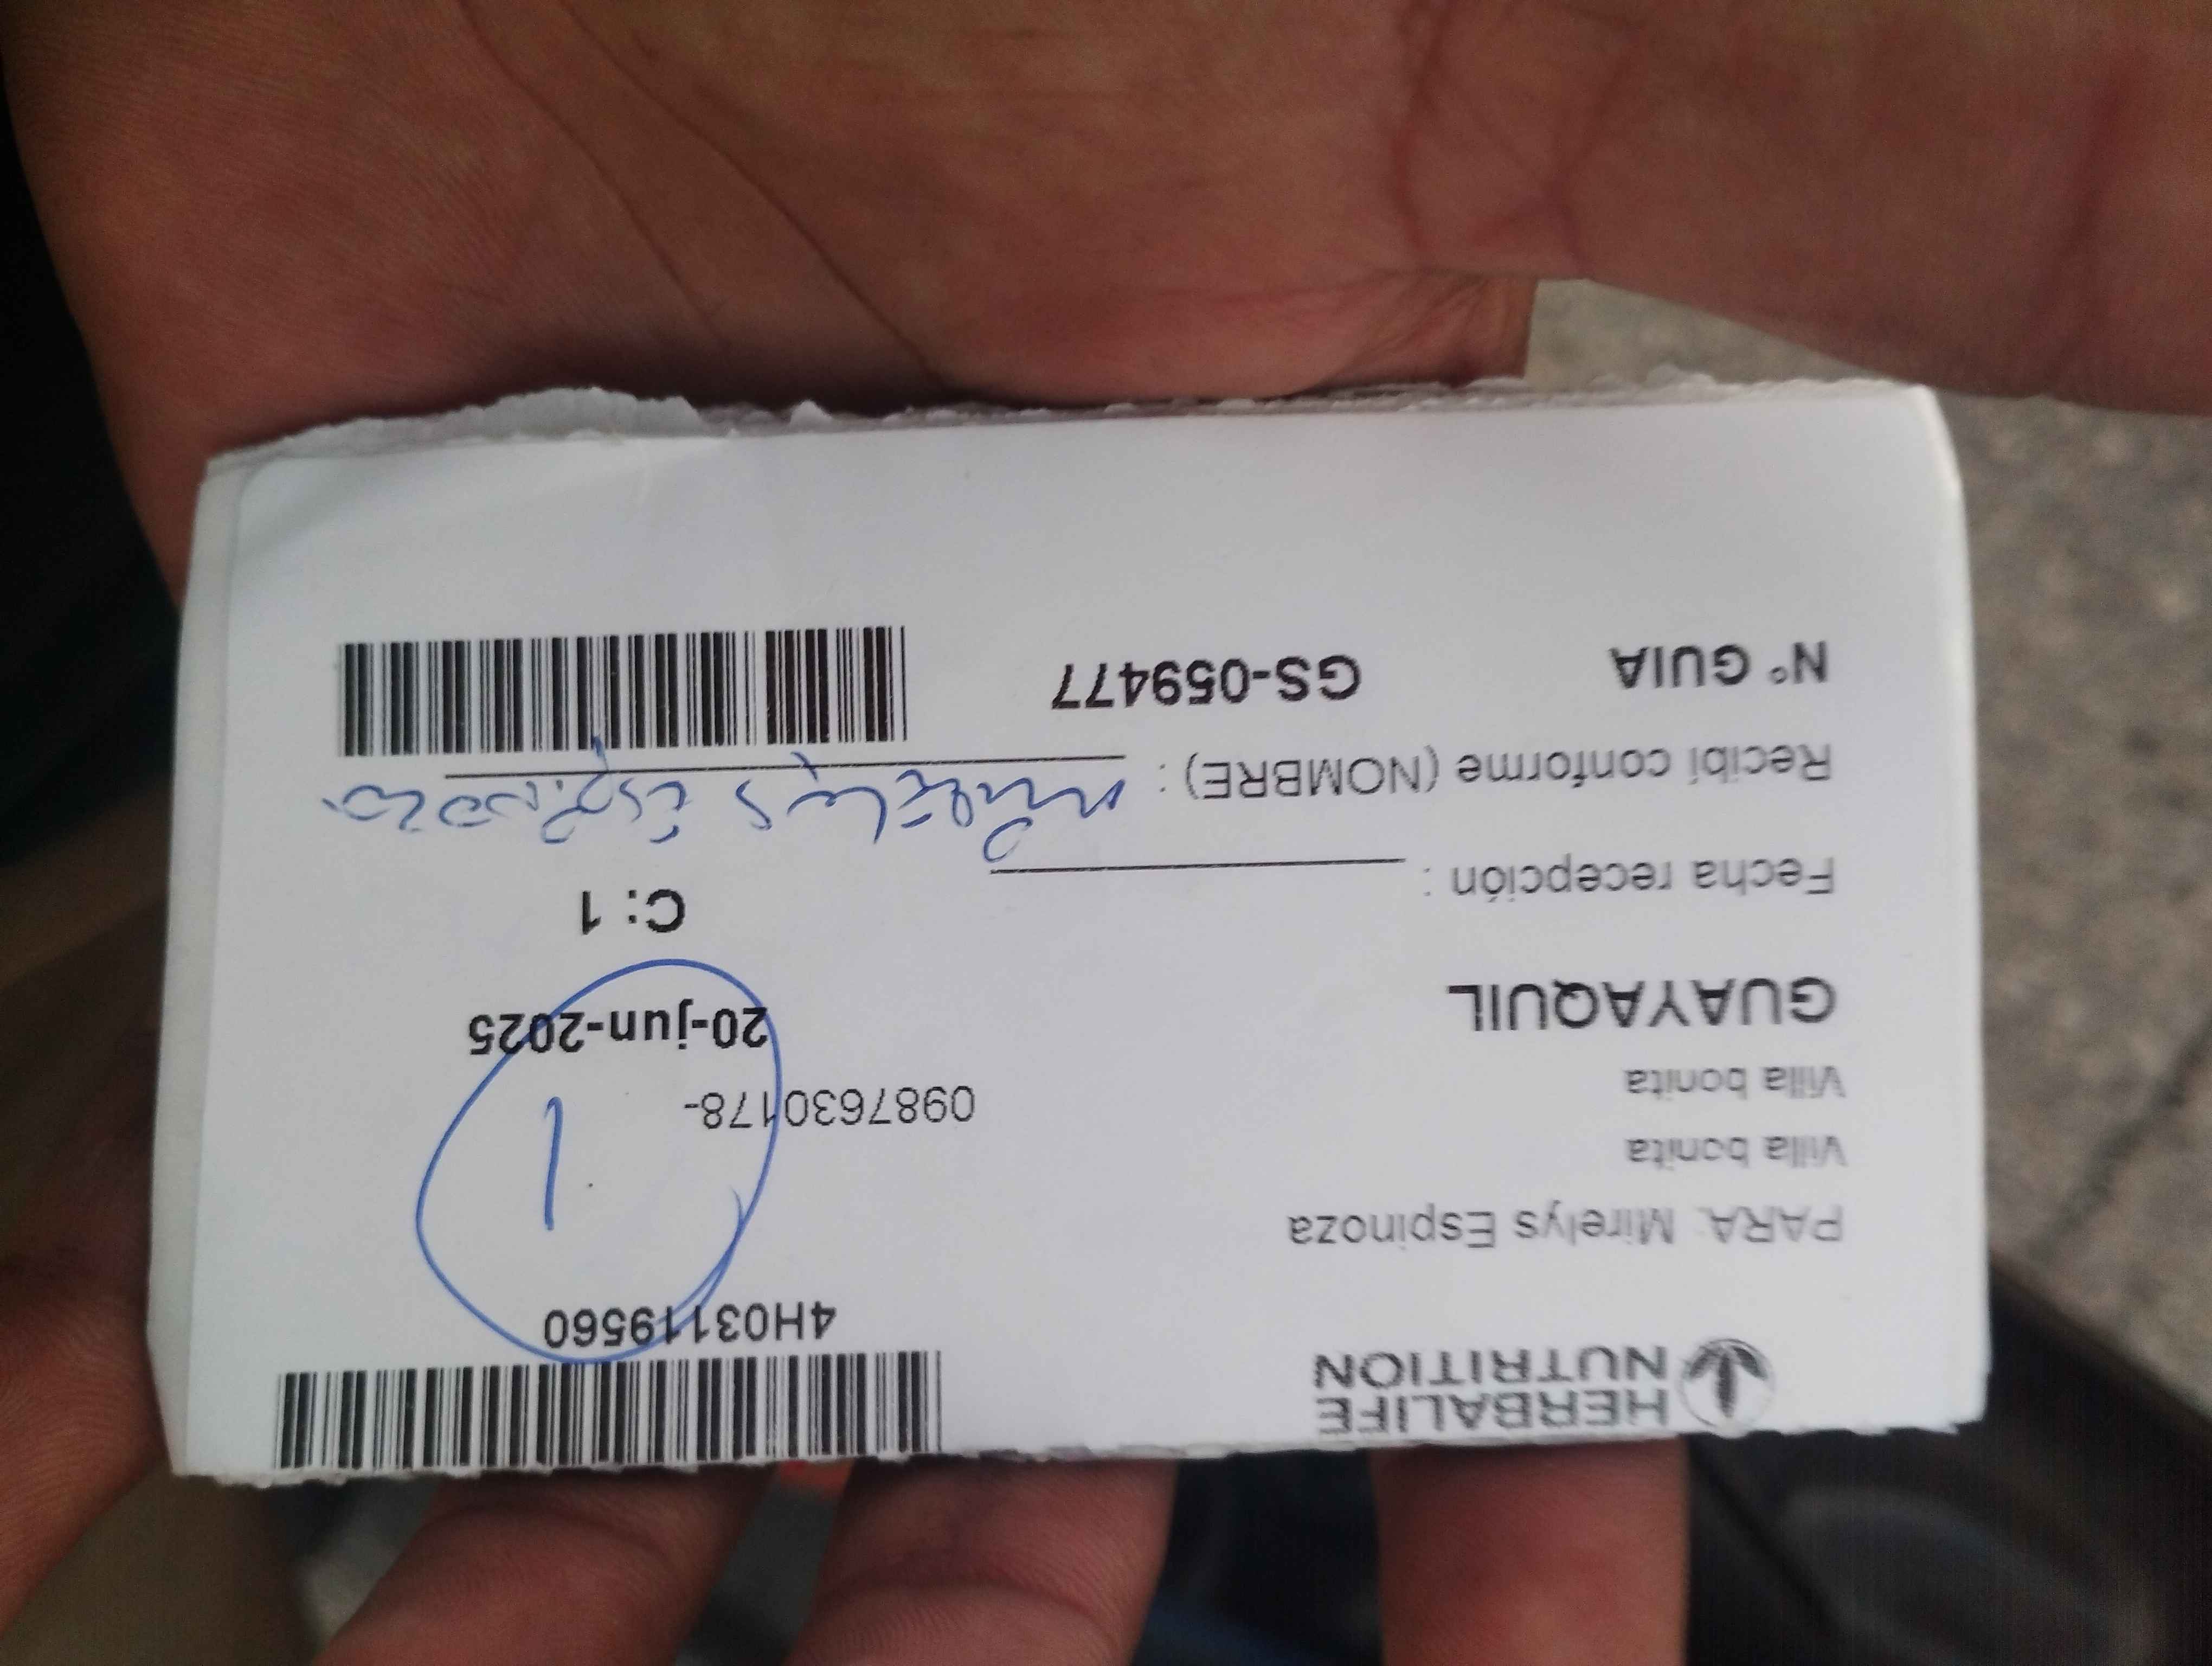 HERBALIFE
NUTRITION
4H03119560
PARA: Mirelys Espinoza
Villa bonita
Villa bonita
0987630178-
1
GUAYAQUIL
20-jun-2025
C: 1
Fecha recepción :
Recibí conforme (NOMBRE) : Mirelys Espinoza
N° GUIA GS-059477